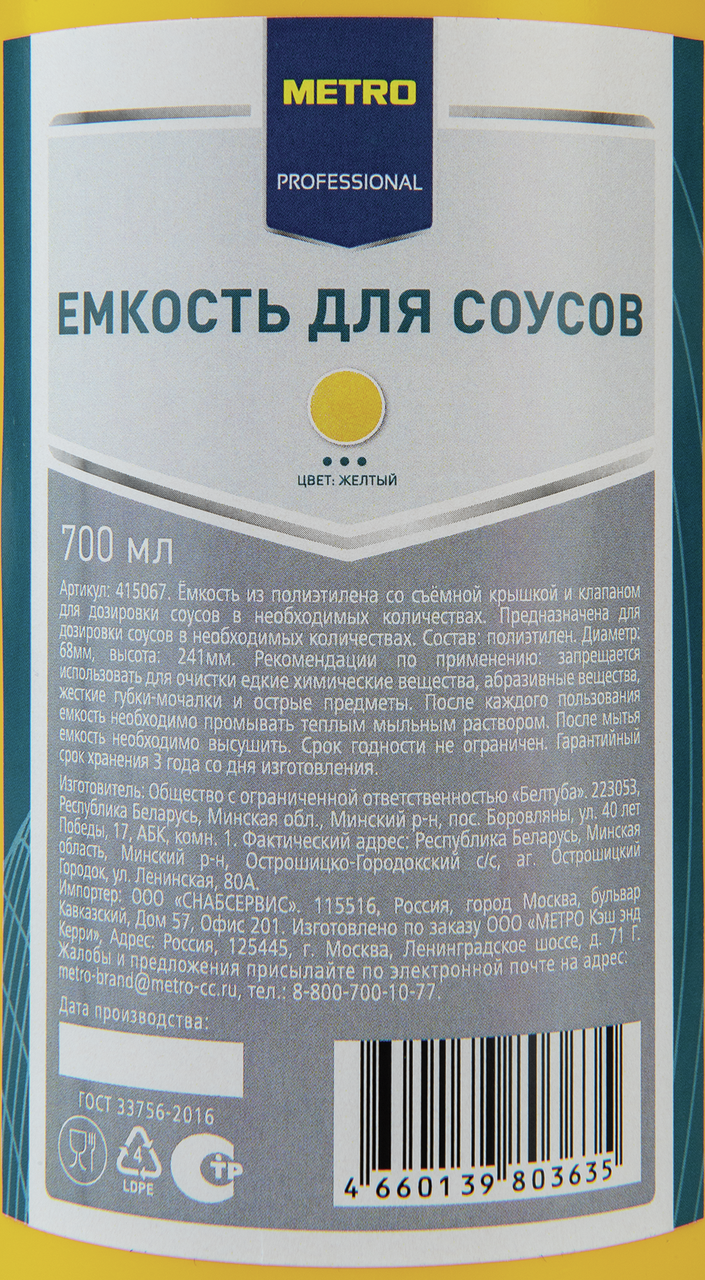 METRO
PROFESSIONAL
ЕМКОСТЬ ДЛЯ СОУСОВ
ЦВЕТ: ЖЕЛТЫЙ
700 мл
Артикул: 415067. Ёмкость из полиэтилена со съёмной крышкой и клапаном
для дозировки соусов в необходимых количествах. Предназначена для
дозировки соусов в необходимых количествах. Состав: полиэтилен. Диаметр:
68мм, высота: 241мм. Рекомендации по применению: запрещается
использовать для очистки едкие химические вещества, абразивные вещества,
жесткие губки-мочалки и острые предметы. После каждого пользования
емкость необходимо промывать теплым мыльным раствором. После мытья
емкость необходимо высушить. Срок годности не ограничен. Гарантийный
срок хранения 3 года со дня изготовления.
Изготовитель: Общество с ограниченной ответственностью «Белтуба». 223053,
Республика Беларусь, Минская обл., Минский р-н, пос. Боровляны, ул. 40 лет
Победы, 17, АБК, комн. 1. Фактический адрес: Республика Беларусь, Минская
область, Минский р-н, Острошицко-Городокский с/с, аг. Острошицкий
Городок, ул. Ленинская, 80А.
Импортер: ООО «СНАБСЕРВИС». 115516, Россия, город Москва, бульвар
Кавказский, Дом 57, Офис 201. Изготовлено по заказу ООО «МЕТРО Кэш энд
Керри», Адрес: Россия, 125445, г. Москва, Ленинградское шоссе, д. 71 Г.
Жалобы и предложения присылайте по электронной почте на адрес:
metro-brand@metro-cc.ru, тел.: 8-800-700-10-77.
Дата производства:
ГОСТ 33756-2016
4
LDPE
СТР
4 660139 803635